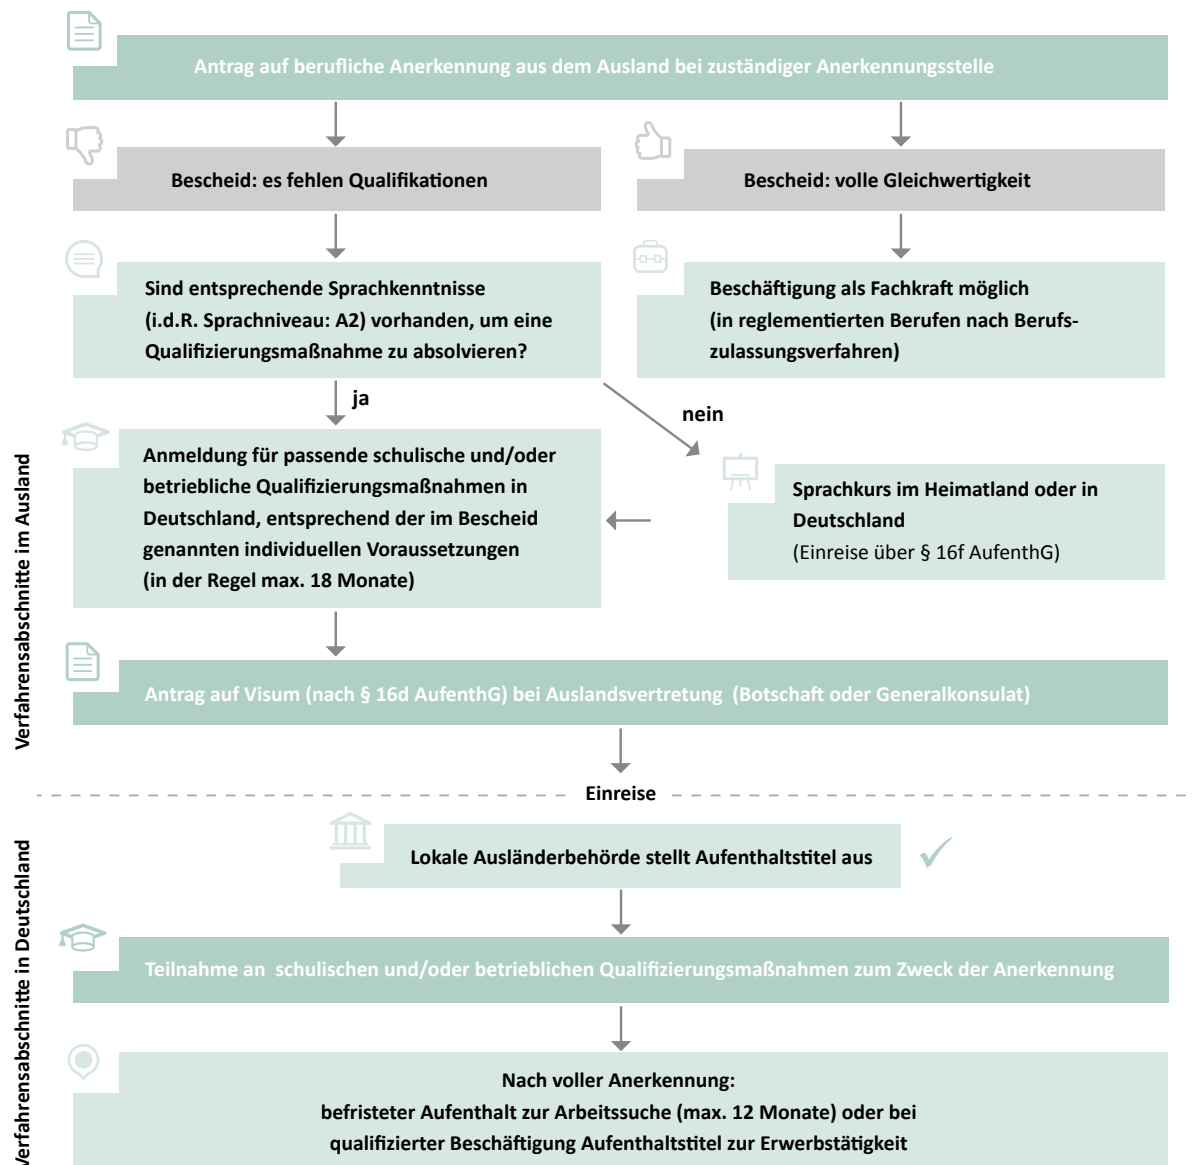 Antrag auf berufliche Anerkennung aus dem Ausland bei zuständiger Anerkennungsstelle
Bescheid: es fehlen Qualifikationen
Bescheid: volle Gleichwertigkeit
Sind entsprechende Sprachkenntnisse
(i.d.R. Sprachniveau: A2) vorhanden, um eine
Qualifizierungsmaßnahme zu absolvieren?
Beschäftigung als Fachkraft möglich
(in reglementierten Berufen nach Berufs-
zulassungsverfahren)
ja
nein
Anmeldung für passende schulische und/oder
betriebliche Qualifizierungsmaßnahmen in
Deutschland, entsprechend der im Bescheid
genannten individuellen Voraussetzungen
(in der Regel max. 18 Monate)
Sprachkurs im Heimatland oder in
Deutschland
(Einreise über § 16f AufenthG)
Verfahrensabschnitte im Ausland
Antrag auf Visum (nach § 16d AufenthG) bei Auslandsvertretung (Botschaft oder Generalkonsulat)
Einreise
Verfahrensabschnitte in Deutschland
Lokale Ausländerbehörde stellt Aufenthaltstitel aus
Teilnahme an schulischen und/oder betrieblichen Qualifizierungsmaßnahmen zum Zweck der Anerkennung
Nach voller Anerkennung:
befristeter Aufenthalt zur Arbeitssuche (max. 12 Monate) oder bei
qualifizierter Beschäftigung Aufenthaltstitel zur Erwerbstätigkeit